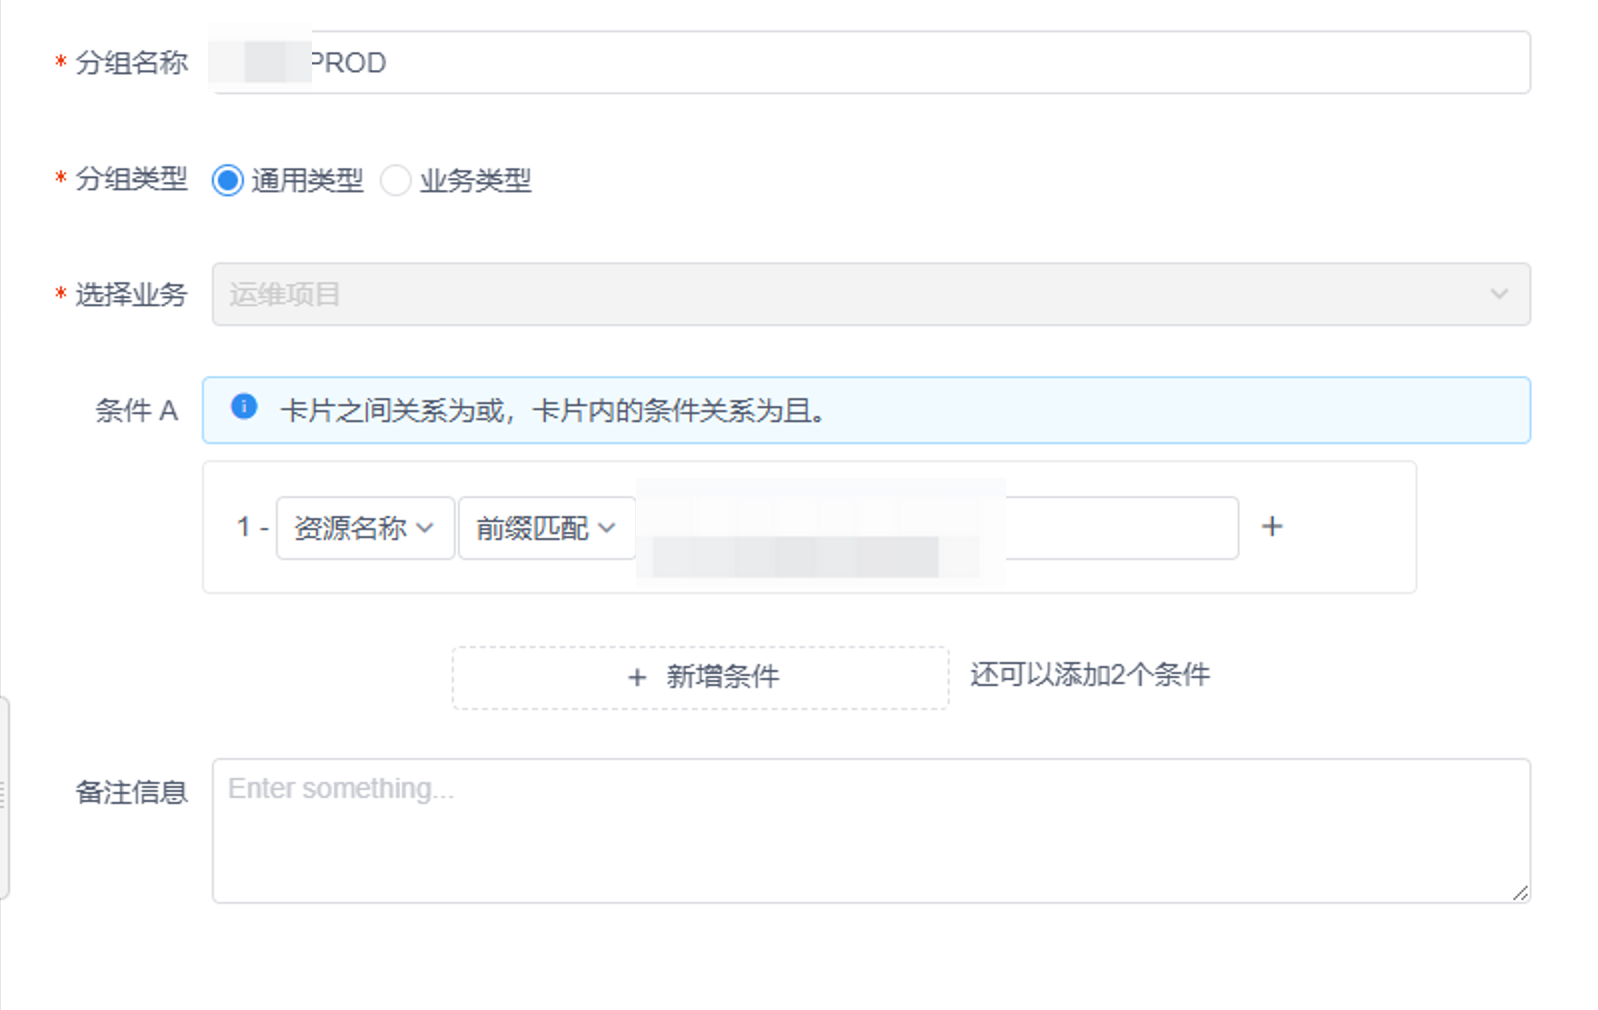 * 分组名称 PROD
* 分组类型 通用类型 业务类型
* 选择业务 运维项目
条件 A 卡片之间关系为或，卡片内的条件关系为且。
1 - 资源名称 前缀匹配 +
+ 新增条件 还可以添加2个条件
备注信息 Enter something...